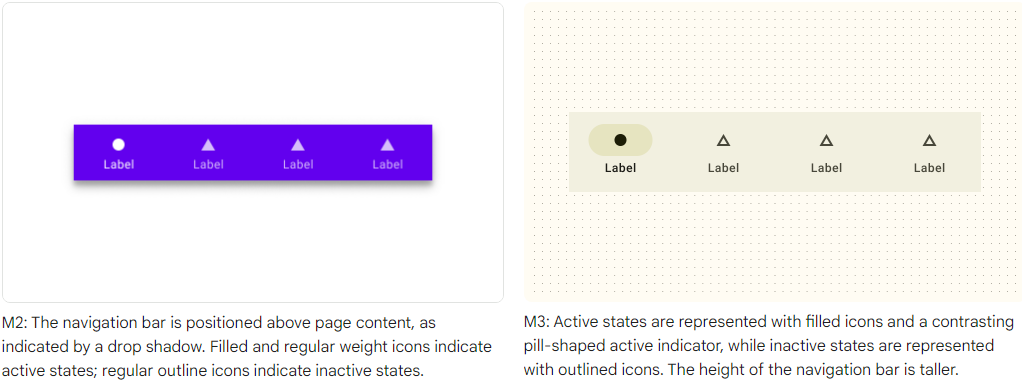 Label Label Label Label
M2: The navigation bar is positioned above page content, as
indicated by a drop shadow. Filled and regular weight icons indicate
active states; regular outline icons indicate inactive states.
Label Label Label Label
M3: Active states are represented with filled icons and a contrasting
pill-shaped active indicator, while inactive states are represented
with outlined icons. The height of the navigation bar is taller.